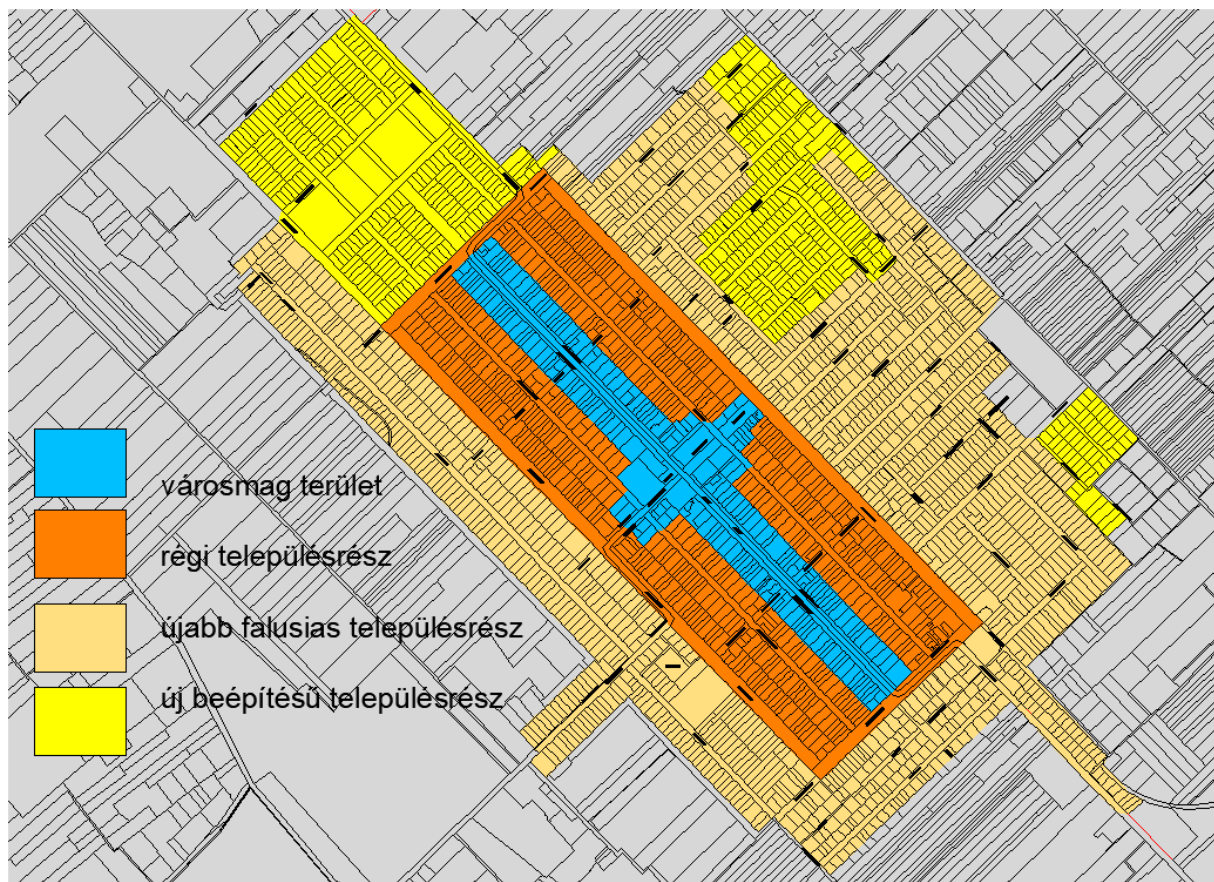 városmag terület
régi településrész
újabb falusias településrész
új beépítésű településrész